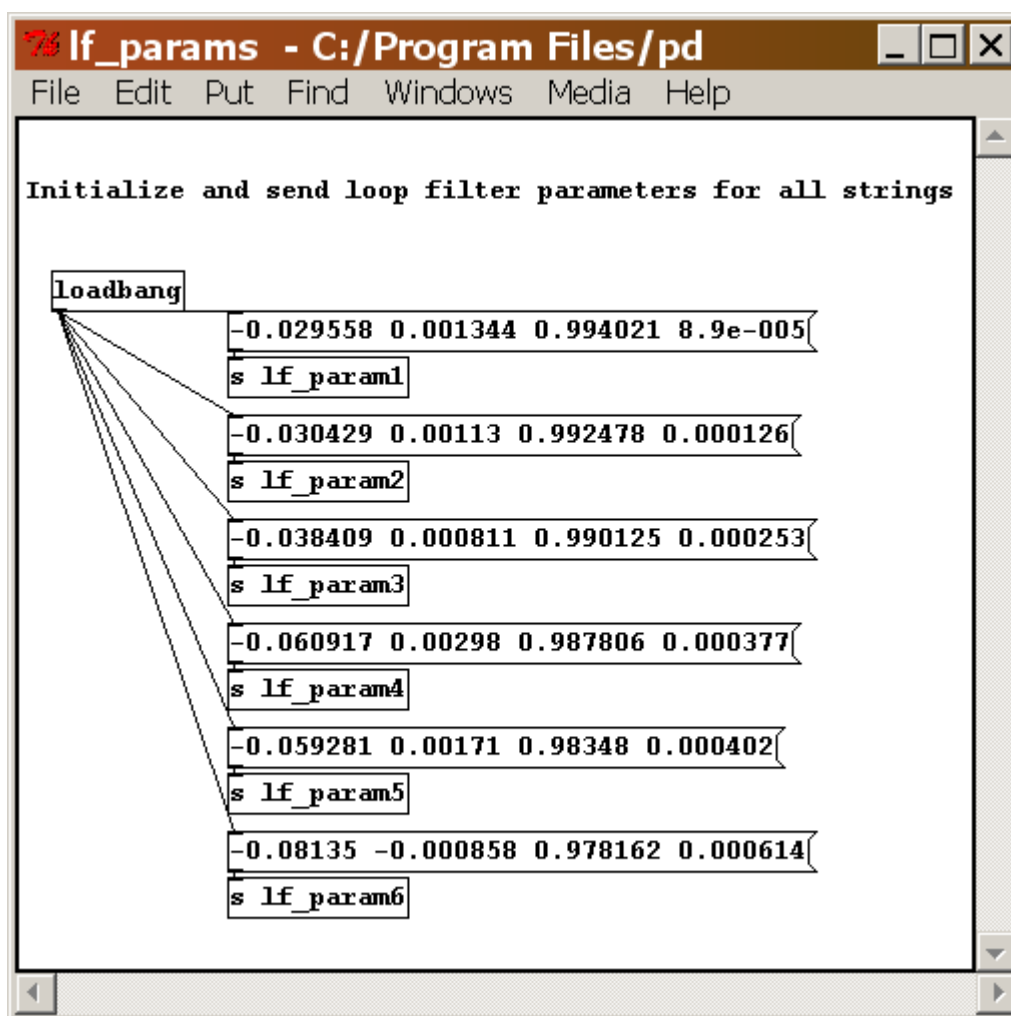 lf_params - C:/Program Files/pd
File Edit Put Find Windows Media Help
Initialize and send loop filter parameters for all strings
loadbang
-0.029558 0.001344 0.994021 8.9e-005
s lf_param1
-0.030429 0.00113 0.992478 0.000126
s lf_param2
-0.038409 0.000811 0.990125 0.000253
s lf_param3
-0.060917 0.00298 0.987806 0.000377
s lf_param4
-0.059281 0.00171 0.98348 0.000402
s lf_param5
-0.08135 -0.000858 0.978162 0.000614
s lf_param6